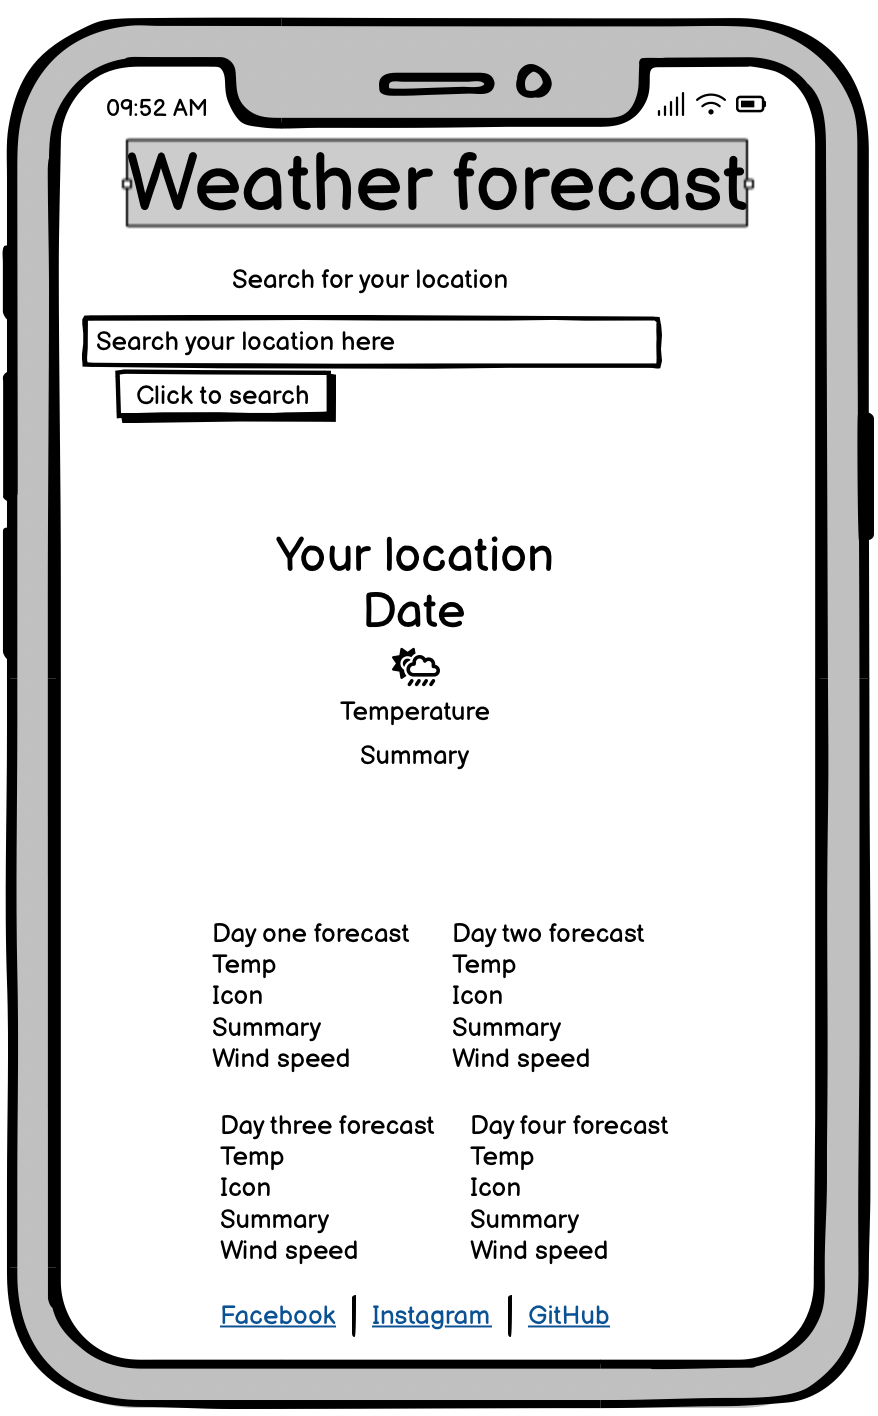 09:52 AM
Weather forecast
Search for your location
Search your location here
Click to search
Your location
Date
Temperature
Summary
Day one forecast
Temp
Icon
Summary
Wind speed
Day two forecast
Temp
Icon
Summary
Wind speed
Day three forecast
Temp
Icon
Summary
Wind speed
Day four forecast
Temp
Icon
Summary
Wind speed
Facebook | Instagram | GitHub